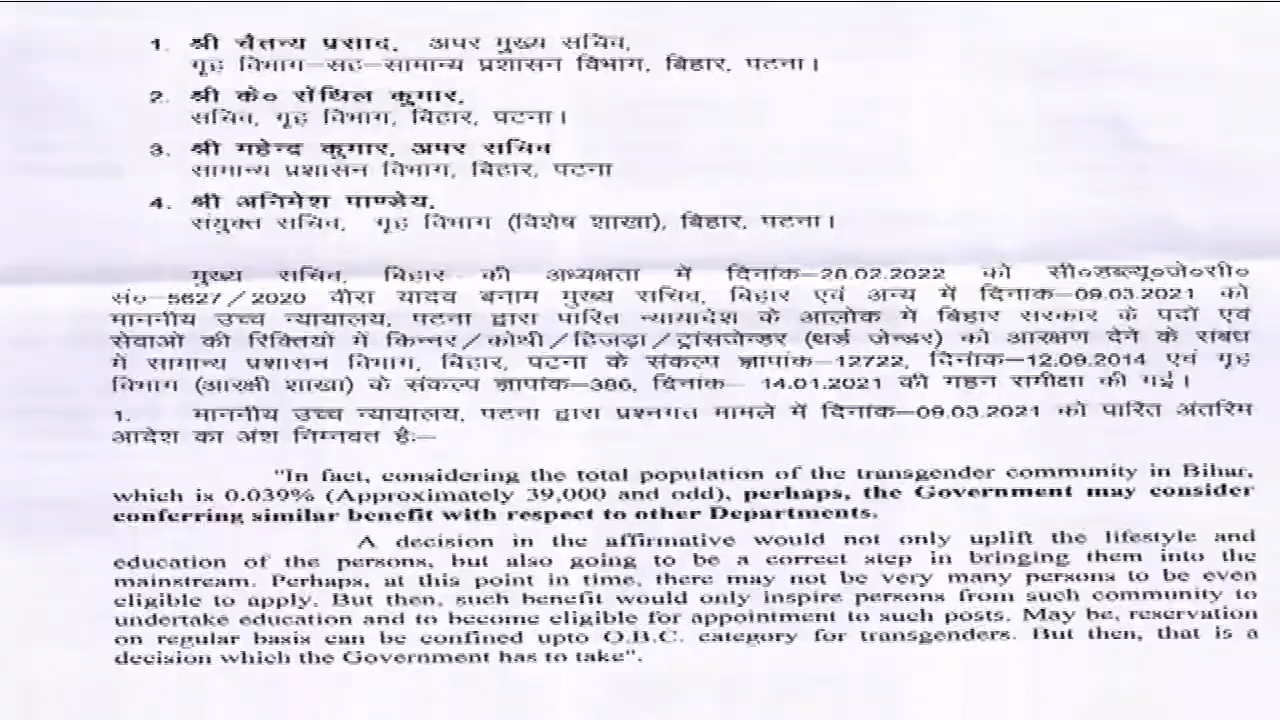 1. श्री चैतन्य प्रसाद, अपर मुख्य सचिव,
गृह विभाग–सह–सामान्य प्रशासन विभाग, बिहार, पटना।
2. श्री के० सेंथिल कुमार,
सचिव, गृह विभाग, बिहार, पटना।
3. श्री महेन्द्र कुमार, अपर सचिव
सामान्य प्रशासन विभाग, बिहार, पटना
4. श्री अनिमेश पाण्डेय,
संयुक्त सचिव, गृह विभाग (विशेष शाखा), बिहार, पटना।
मुख्य सचिव, बिहार की अध्यक्षता में दिनांक–28.02.2022 को सी०डब्ल्यू०जे०सी०
सं०–5627/2020 वीरा यादव बनाम मुख्य सचिव, बिहार एवं अन्य में दिनांक–09.03.2021 को
माननीय उच्च न्यायालय, पटना द्वारा पारित न्यायादेश के आलोक में बिहार सरकार के पदों एवं
सेवाओं की रिक्तियों में किन्नर/कोथी/हिजड़ा/ट्रांसजेन्डर (थर्ड जेन्डर) को आरक्षण देने के संबंध
में सामान्य प्रशासन विभाग, बिहार, पटना के संकल्प ज्ञापांक–12722, दिनांक–12.09.2014 एवं गृह
विभाग (आरक्षी शाखा) के संकल्प ज्ञापांक–386, दिनांक– 14.01.2021 की गहन समीक्षा की गई।
1. माननीय उच्च न्यायालय, पटना द्वारा प्रश्नगत मामले में दिनांक–09.03.2021 को पारित अंतरिम
आदेश का अंश निम्नवत है:–
"In fact, considering the total population of the transgender community in Bihar,
which is 0.039% (Approximately 39,000 and odd), perhaps, the Government may consider
conferring similar benefit with respect to other Departments.
A decision in the affirmative would not only uplift the lifestyle and
education of the persons, but also going to be a correct step in bringing them into the
mainstream. Perhaps, at this point in time, there may not be very many persons to be even
eligible to apply. But then, such benefit would only inspire persons from such community to
undertake education and to become eligible for appointment to such posts. May be, reservation
on regular basis can be confined upto O.B.C. category for transgenders. But then, that is a
decision which the Government has to take".